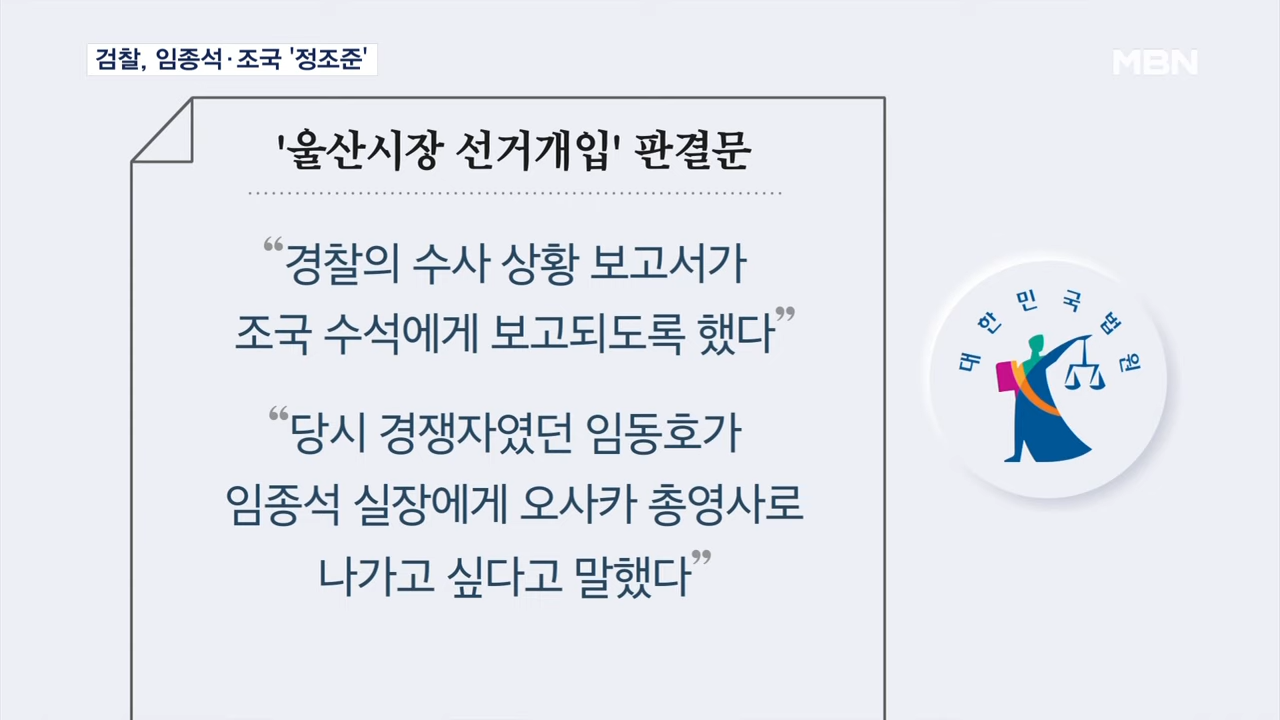 검찰, 임종석·조국 '정조준'
MBN
'울산시장 선거개입' 판결문
“경찰의 수사 상황 보고서가
조국 수석에게 보고되도록 했다”
“당시 경쟁자였던 임동호가
임종석 실장에게 오사카 총영사로
나가고 싶다고 말했다”
대한민국법원